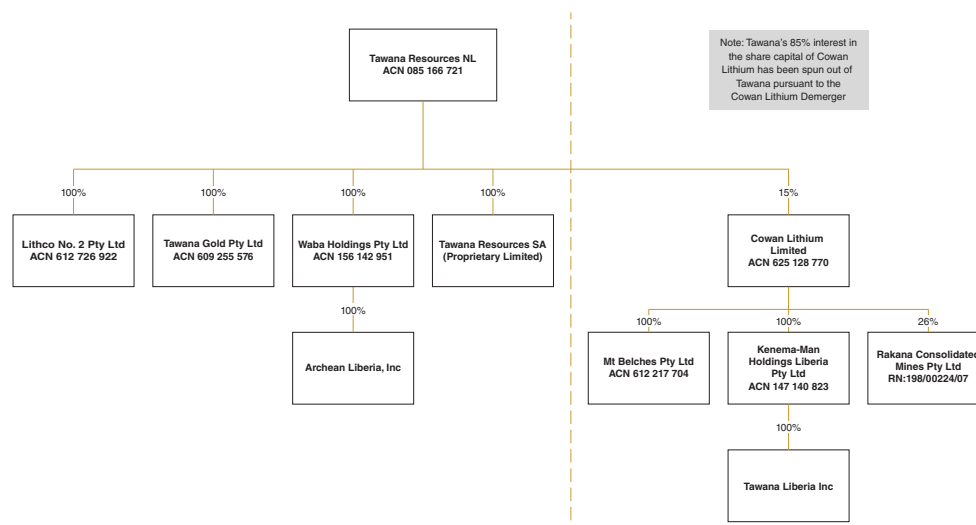 Tawana Resources NL
ACN 085 166 721
Note: Tawana's 85% interest in
the share capital of Cowan
Lithium has been spun out of
Tawana pursuant to the
Cowan Lithium Demerger
100%
100%
100%
100%
15%
Lithco No. 2 Pty Ltd
ACN 612 726 922
Tawana Gold Pty Ltd
ACN 609 255 576
Waba Holdings Pty Ltd
ACN 156 142 951
Tawana Resources SA
(Proprietary Limited)
Cowan Lithium
Limited
ACN 625 128 770
100%
100%
100%
26%
Archean Liberia, Inc
Mt Belches Pty Ltd
ACN 612 217 704
Kenema-Man
Holdings Liberia
Pty Ltd
ACN 147 140 823
Rakana Consolidated
Mines Pty Ltd
RN:198/00224/07
100%
Tawana Liberia Inc